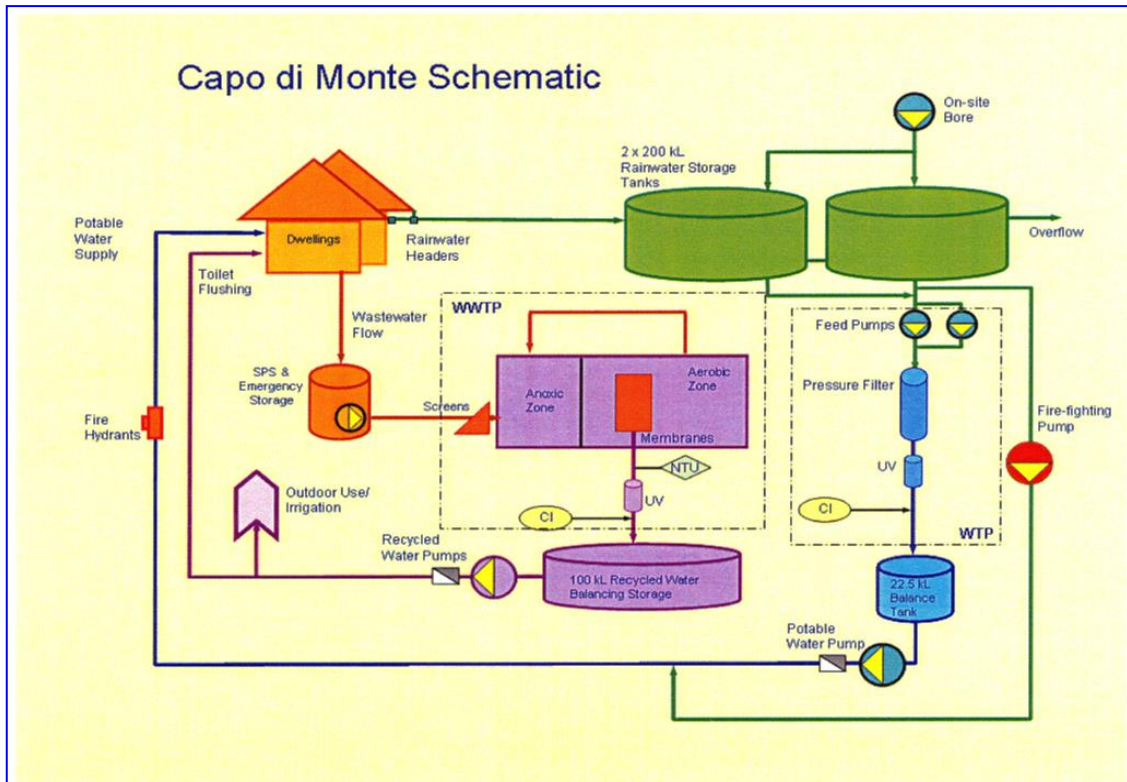 Capo di Monte Schematic
On-site
Bore
2 x 200 kL
Rainwater Storage
Tanks
Potable
Water
Supply
Dwellings
Rainwater
Headers
Overflow
Toilet
Flushing
Wastewater
Flow
WWTP
Feed Pumps
SPS &
Emergency
Storage
Screens
Anoxic
Zone
Aerobic
Zone
Membranes
Pressure Filter
Fire
Hydrants
Fire-fighting
Pump
NTU
UV
UV
Outdoor Use/
Irrigation
Cl
Cl
WTP
Recycled
Water Pumps
100 kL Recycled Water
Balancing Storage
22.5 kL
Balance
Tank
Potable
Water Pump